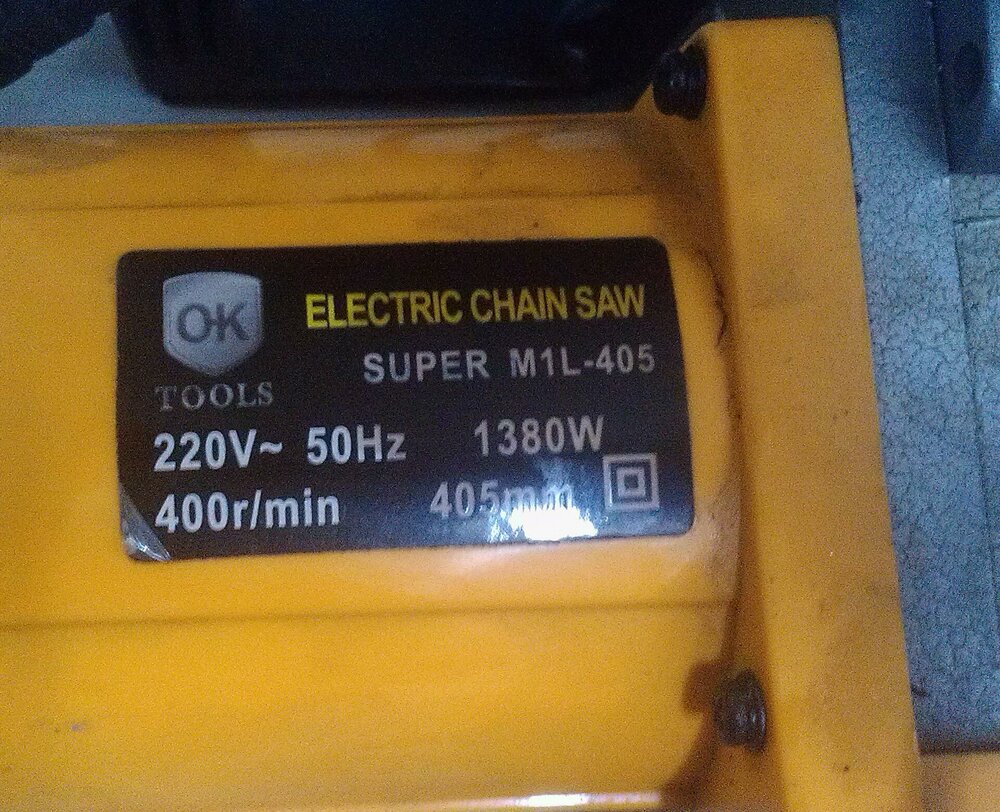 OK
TOOLS
ELECTRIC CHAIN SAW
SUPER M1L-405
220V~ 50Hz 1380W
400r/min 405mm